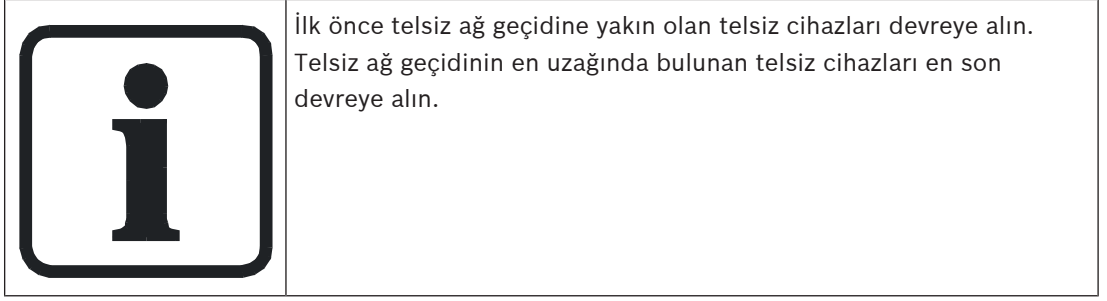 İlk önce telsiz ağ geçidine yakın olan telsiz cihazları devreye alın.
Telsiz ağ geçidinin en uzağında bulunan telsiz cihazları en son
devreye alın.